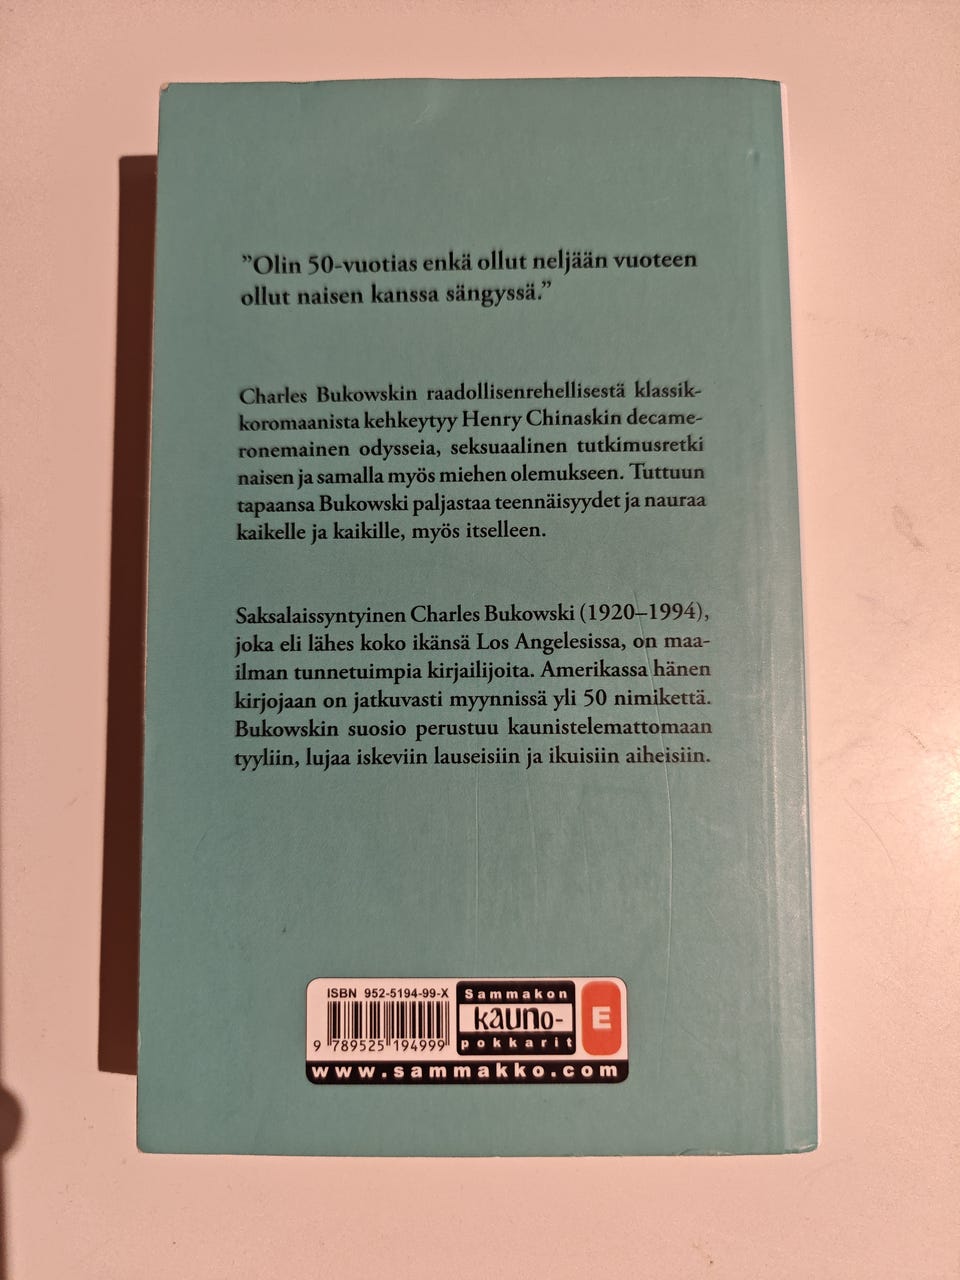 ”Olin 50-vuotias enkä ollut neljään vuoteen
ollut naisen kanssa sängyssä.”
Charles Bukowskin raadollisenrehellisestä klassik-
koromaanista kehkeytyy Henry Chinaskin decame-
ronemainen odysseia, seksuaalinen tutkimusretki
naisen ja samalla myös miehen olemukseen. Tuttuun
tapaansa Bukowski paljastaa teennäisyydet ja nauraa
kaikelle ja kaikille, myös itselleen.
Saksalaissyntyinen Charles Bukowski (1920–1994),
joka eli lähes koko ikänsä Los Angelesissa, on maa-
ilman tunnetuimpia kirjailijoita. Amerikassa hänen
kirjojaan on jatkuvasti myynnissä yli 50 nimikettä.
Bukowskin suosio perustuu kaunistelemattomaan
tyyliin, lujaa iskeviin lauseisiin ja ikuisiin aiheisiin.
ISBN 952-5194-99-X
9 789525 194999
Sammakon
kauno-
pokkarit
E
www.sammakko.com